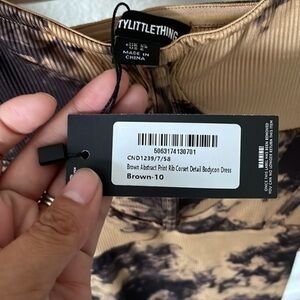 TYLITTLETHING
MADE IN
CHINA
5063174130701
CND1239/7/58
Brown Abstract Print Rib Corset Detail Bodycon Dress
Brown-10